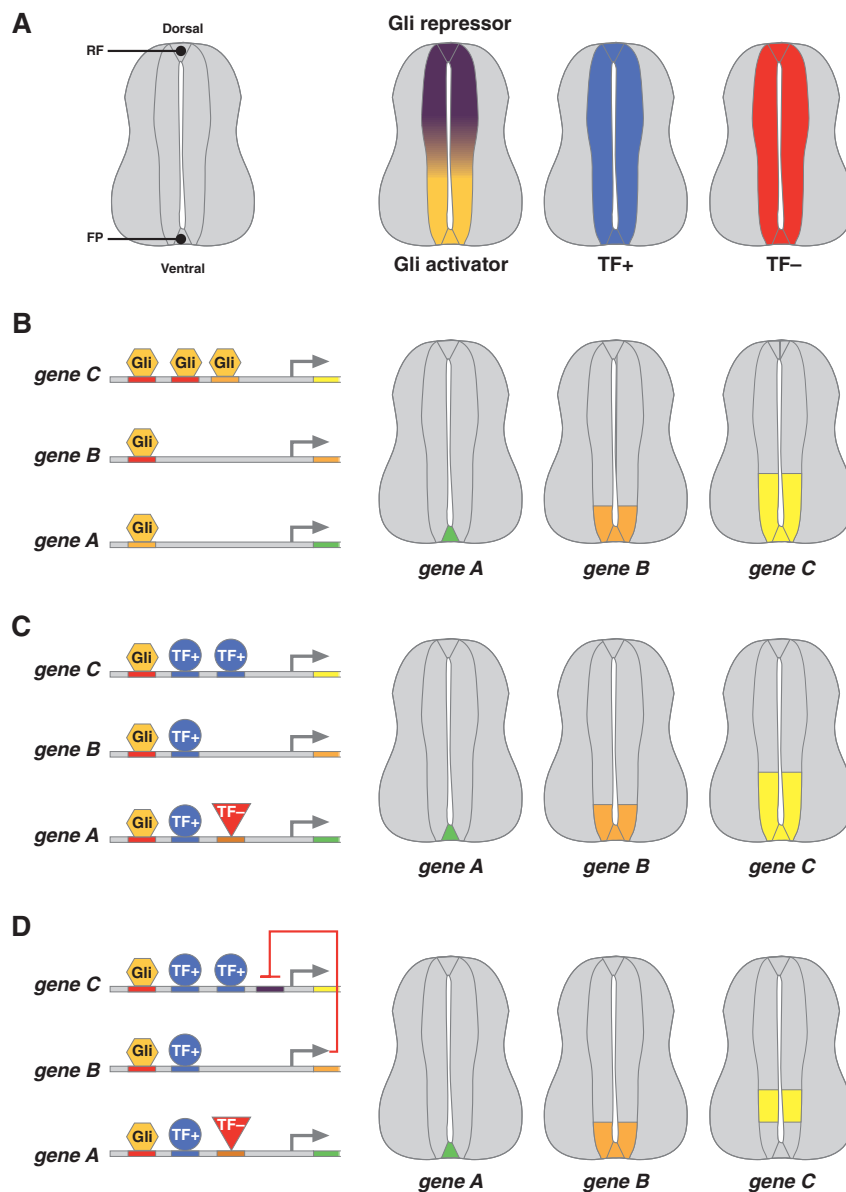 A
Dorsal
RF
FP
Ventral
Gli repressor
Gli activator
TF+
TF–
B
gene C
Gli
Gli
Gli
gene B
Gli
gene A
Gli
gene A
gene B
gene C
C
gene C
Gli
TF+
TF+
gene B
Gli
TF+
gene A
Gli
TF+
TF–
gene A
gene B
gene C
D
gene C
Gli
TF+
TF+
gene B
Gli
TF+
gene A
Gli
TF+
TF–
gene A
gene B
gene C